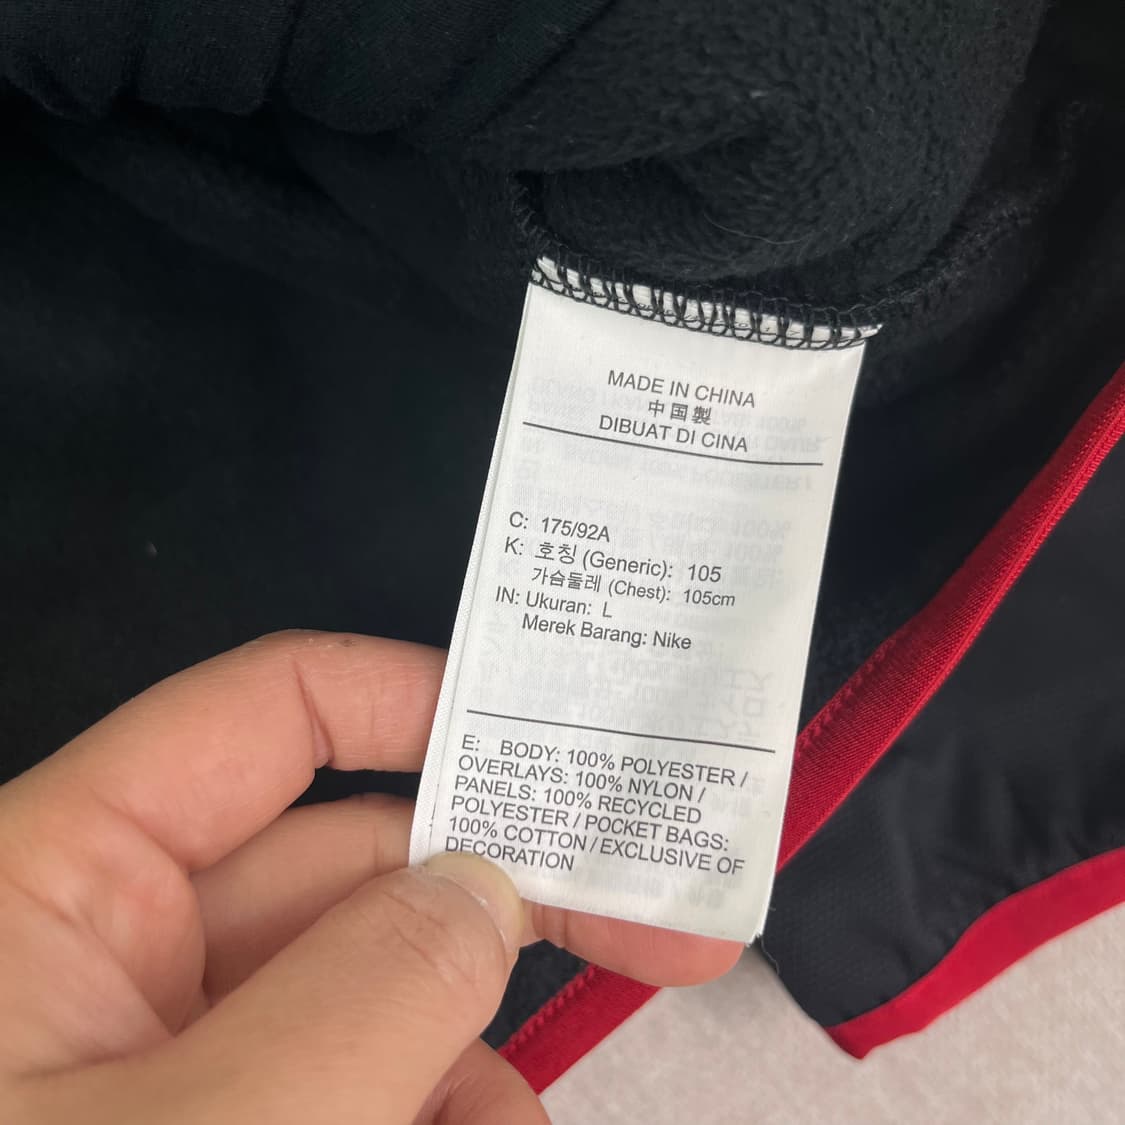 MADE IN CHINA
中国製
DIBUAT DI CINA
C: 175/92A
K: 호칭 (Generic): 105
가슴둘레 (Chest): 105cm
IN: Ukuran: L
Merek Barang: Nike
E: BODY: 100% POLYESTER /
OVERLAYS: 100% NYLON /
PANELS: 100% RECYCLED
POLYESTER / POCKET BAGS:
100% COTTON / EXCLUSIVE OF
DECORATION